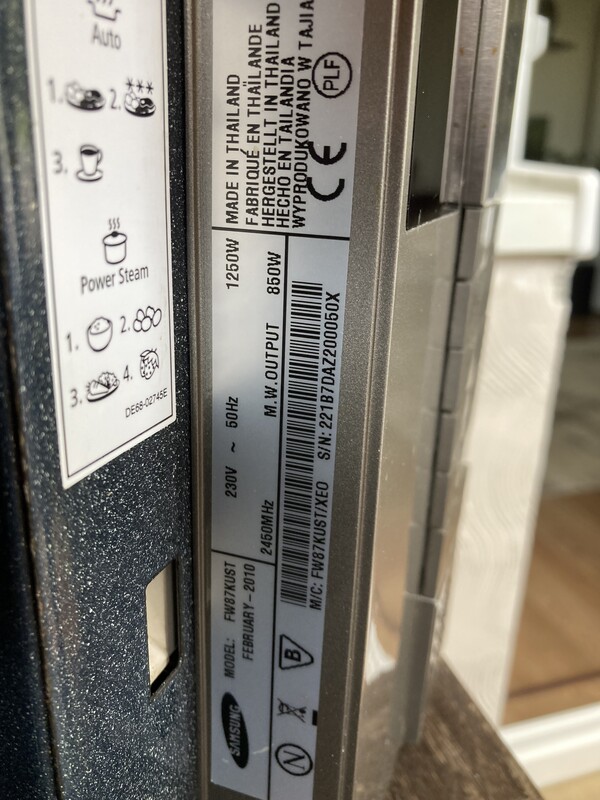 Auto
1. 2. ***
3.
Power Steam
1. 2.
3. 4.
DE68-02745E
MADE IN THAILAND
FABRIQUÉ EN THAÏLANDE
HERGESTELLT IN THAILAND
HECHO EN TAILANDIA
WYPRODUKOWANO W TAJLA
CE
PLF
SAMSUNG
MODEL: FW87KUST
FEBRUARY-2010
230V ~ 50Hz 1250W
2450MHz M.W.OUTPUT 850W
N
B
M/C: FW87KUST/XEO S/N: 221B7DAZ200050X